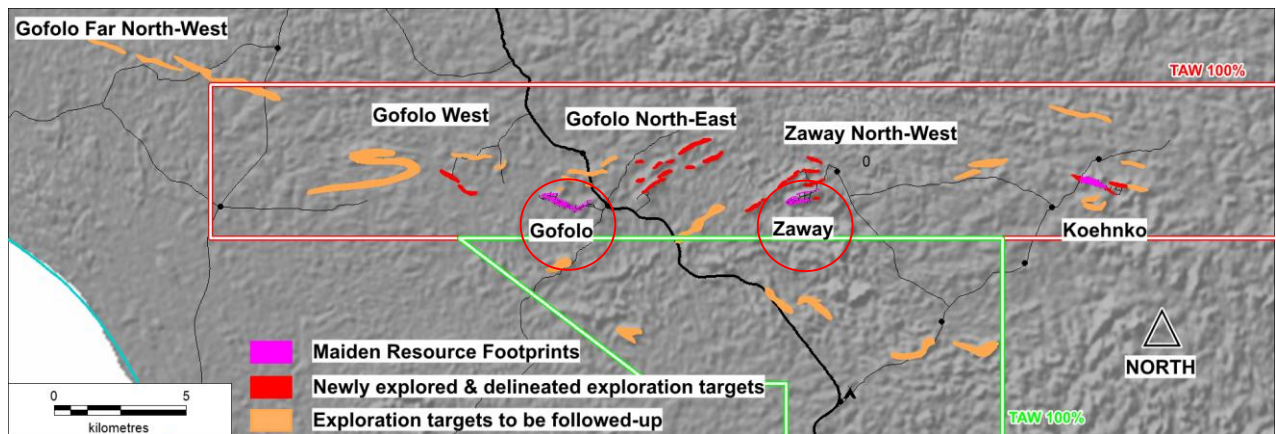 Gofolo Far North-West
TAW 100%
Gofolo West
Gofolo North-East
Zaway North-West
0
Gofolo
Zaway
Koehnko
Maiden Resource Footprints
Newly explored & delineated exploration targets
Exploration targets to be followed-up
0 5
kilometres
NORTH
TAW 100%